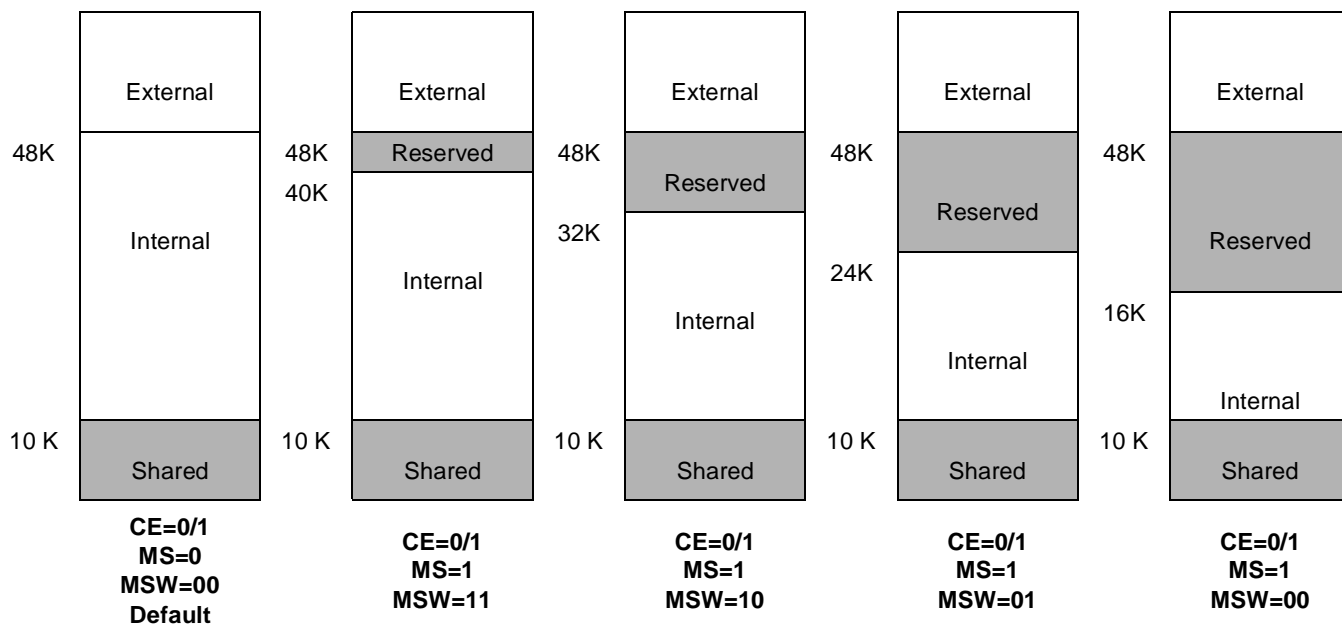 External
48K
Internal
10 K
Shared
CE=0/1
MS=0
MSW=00
Default
External
48K
Reserved
40K
Internal
10 K
Shared
CE=0/1
MS=1
MSW=11
External
48K
Reserved
32K
Internal
10 K
Shared
CE=0/1
MS=1
MSW=10
External
48K
Reserved
24K
Internal
10 K
Shared
CE=0/1
MS=1
MSW=01
External
48K
Reserved
16K
Internal
10 K
Shared
CE=0/1
MS=1
MSW=00